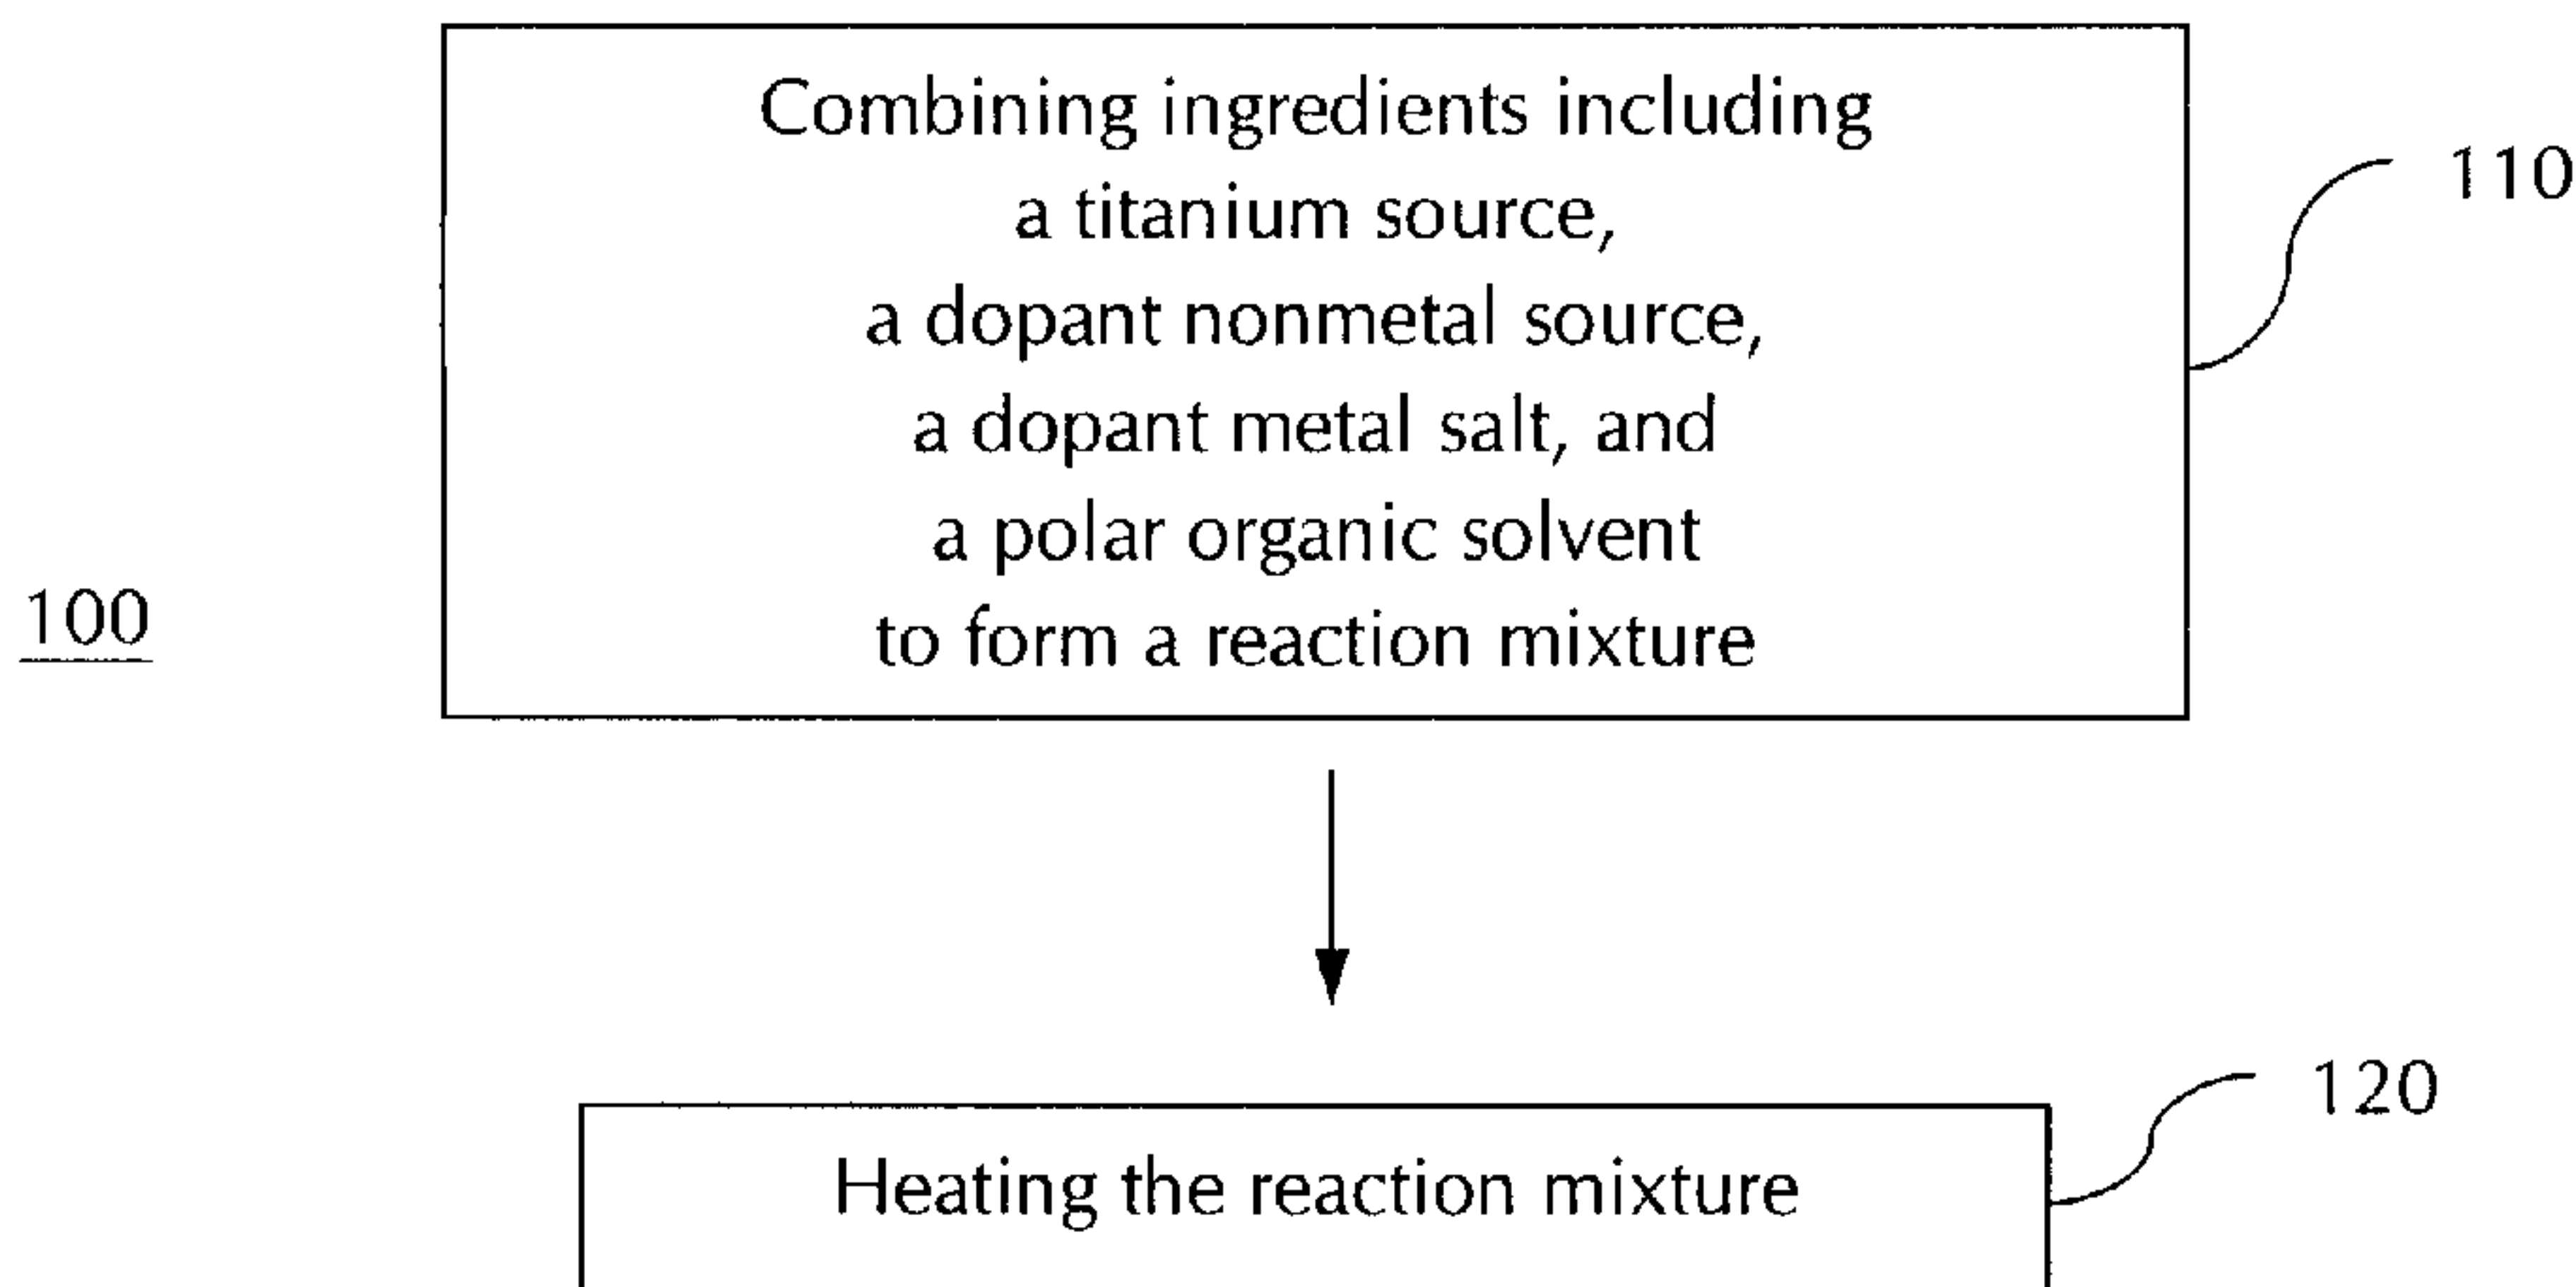 Combining ingredients including
a titanium source,
a dopant nonmetal source,
a dopant metal salt, and
a polar organic solvent
to form a reaction mixture
110
100
120
Heating the reaction mixture